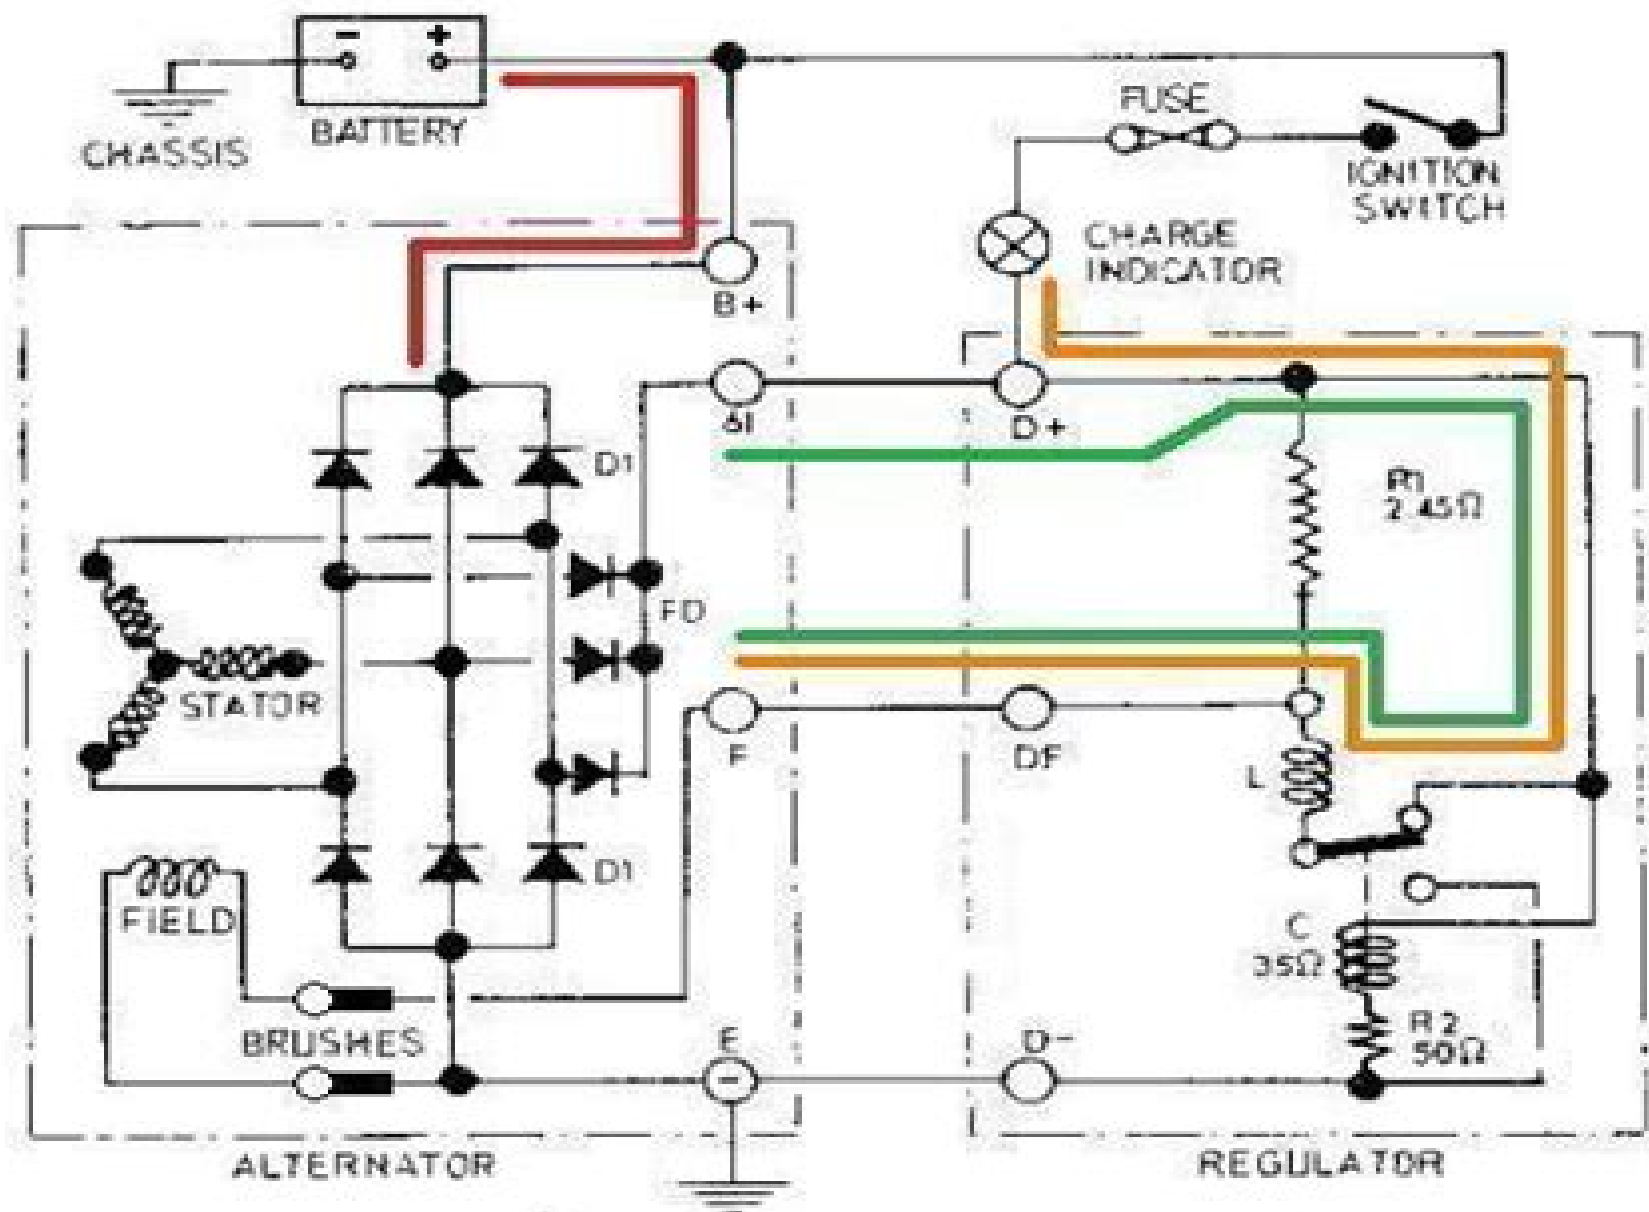 - +
BATTERY
CHASSIS
FUSE
IGNITION
SWITCH
CHARGE
INDICATOR
B+
D+
D1
R1
2.45Ω
FD
STATOR
F
DF
L
D1
FIELD
C
35Ω
BRUSHES
E
D-
R2
50Ω
-
ALTERNATOR
REGULATOR